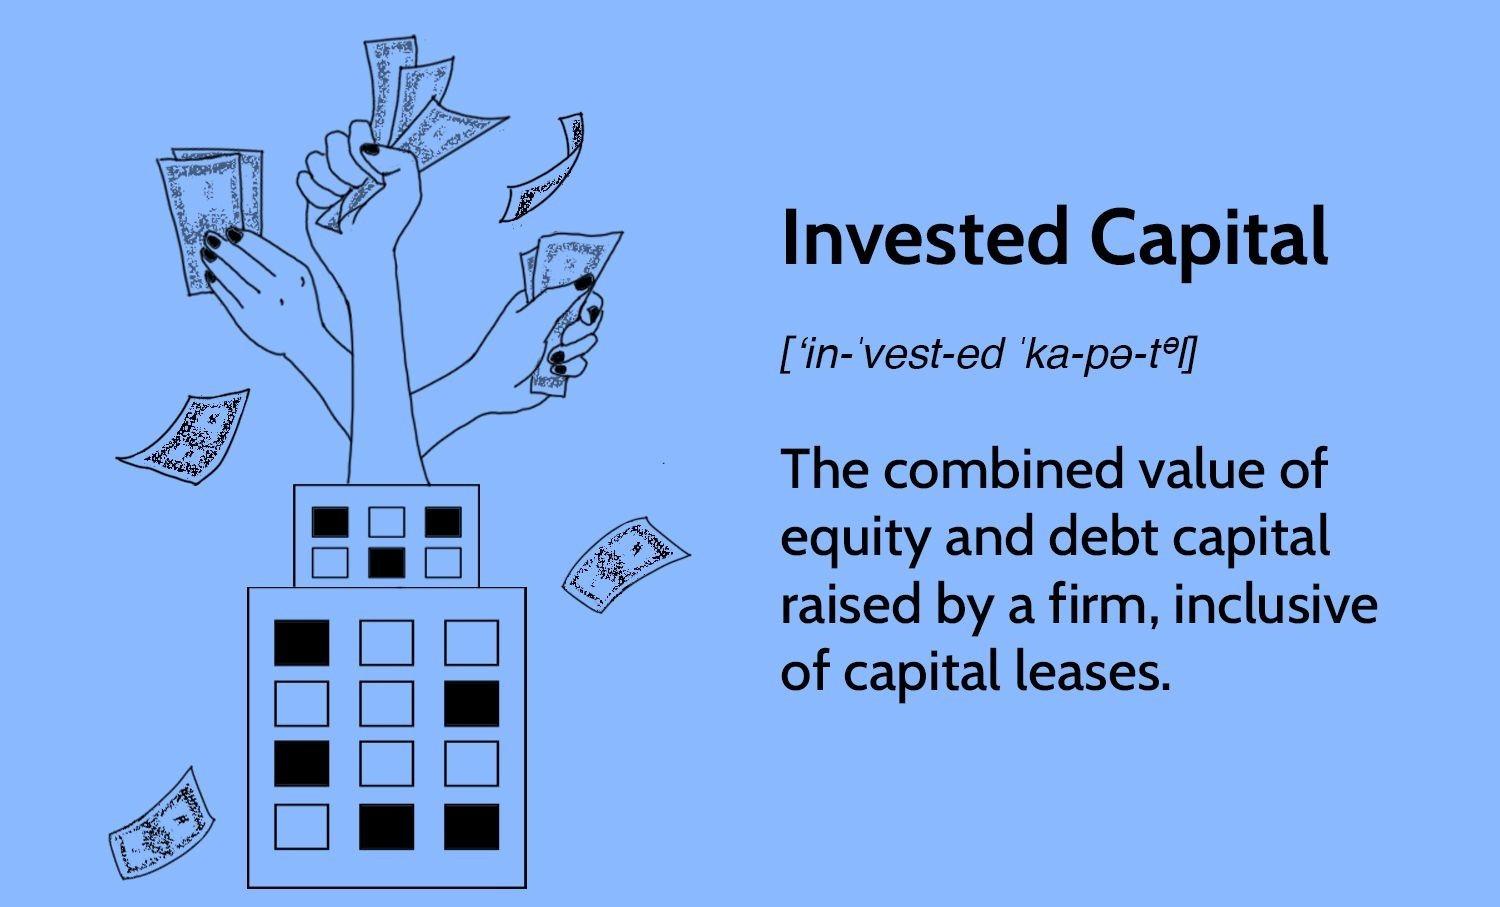 Invested Capital
[ʻin-ˈvest-ed ˈka-pə-tᵊl]
The combined value of
equity and debt capital
raised by a firm, inclusive
of capital leases.